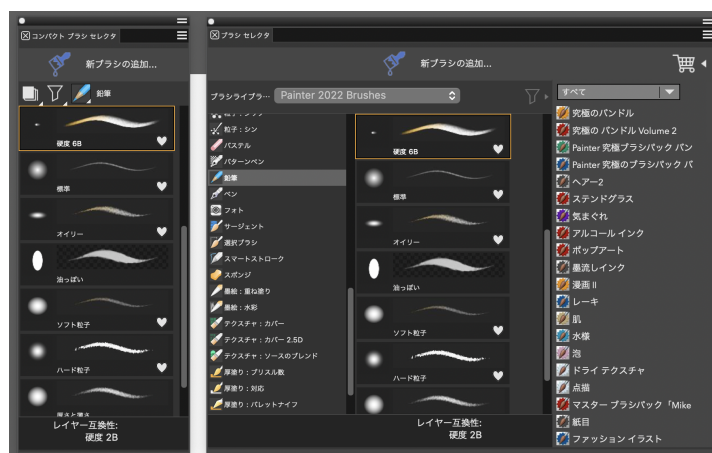 コンパクト ブラシ セレクタ
新ブラシの追加...
鉛筆
硬度 6B
標準
オイリー
油っぽい
ソフト粒子
ハード粒子
厚さと薄さ
レイヤー互換性:
硬度 2B
ブラシ セレクタ
新ブラシの追加...
ブラシライブラ…
Painter 2022 Brushes
粒子：シン
パステル
パターンペン
鉛筆
ペン
フォト
サージェント
選択ブラシ
スマートストローク
スポンジ
墨絵：重ね塗り
墨絵：水彩
テクスチャ：カバー
テクスチャ：カバー 2.5D
テクスチャ：ソースのブレンド
厚塗り：ブリスル数
厚塗り：対応
厚塗り：パレットナイフ
硬度 6B
標準
オイリー
油っぽい
ソフト粒子
ハード粒子
レイヤー互換性:
硬度 2B
すべて
究極のバンドル
究極の バンドル Volume 2
Painter 究極ブラシパック バン
Painter 究極のブラシパック バ
ヘアー2
ステンドグラス
気まぐれ
アルコール インク
ポップアート
墨流しインク
漫画 II
レーキ
肌
水様
泡
ドライ テクスチャ
点描
マスター ブラシパック「Mike
紙目
ファッション イラスト